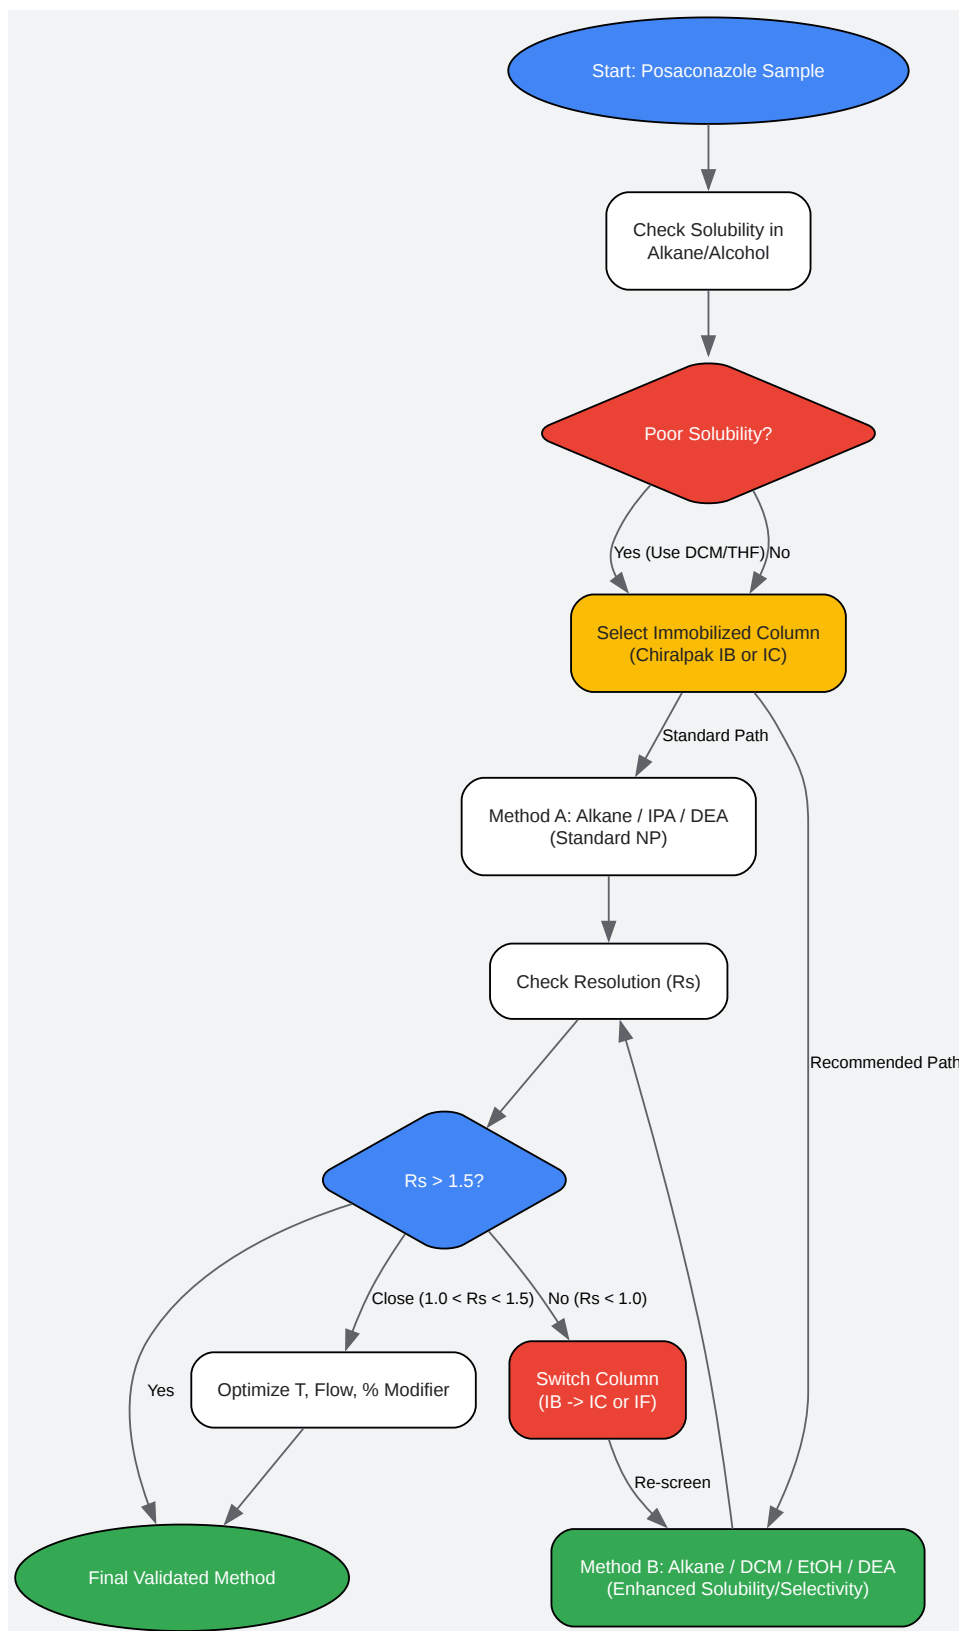 Start: Posaconazole Sample
Check Solubility in
Alkane/Alcohol
Poor Solubility?
Yes (Use DCM/THF)
No
Select Immobilized Column
(Chiralpak IB or IC)
Standard Path
Method A: Alkane / IPA / DEA
(Standard NP)
Check Resolution (Rs)
Recommended Path
Rs > 1.5?
Close (1.0 < Rs < 1.5)
No (Rs < 1.0)
Yes
Optimize T, Flow, % Modifier
Switch Column
(IB -> IC or IF)
Re-screen
Final Validated Method
Method B: Alkane / DCM / EtOH / DEA
(Enhanced Solubility/Selectivity)